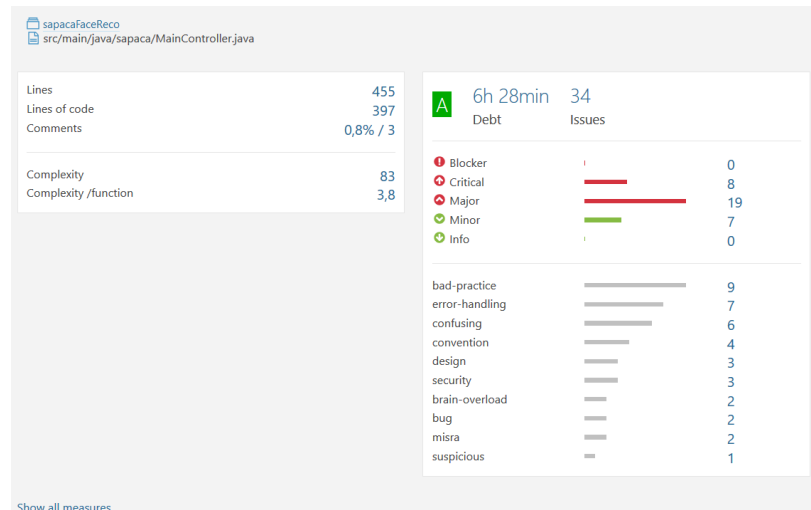 sapacaFaceReco
src/main/java/sapaca/MainController.java
Lines 455
Lines of code 397
Comments 0,8% / 3
Complexity 83
Complexity /function 3,8
A 6h 28min 34
Debt Issues
Blocker 0
Critical 8
Major 19
Minor 7
Info 0
bad-practice 9
error-handling 7
confusing 6
convention 4
design 3
security 3
brain-overload 2
bug 2
misra 2
suspicious 1
Show all measures